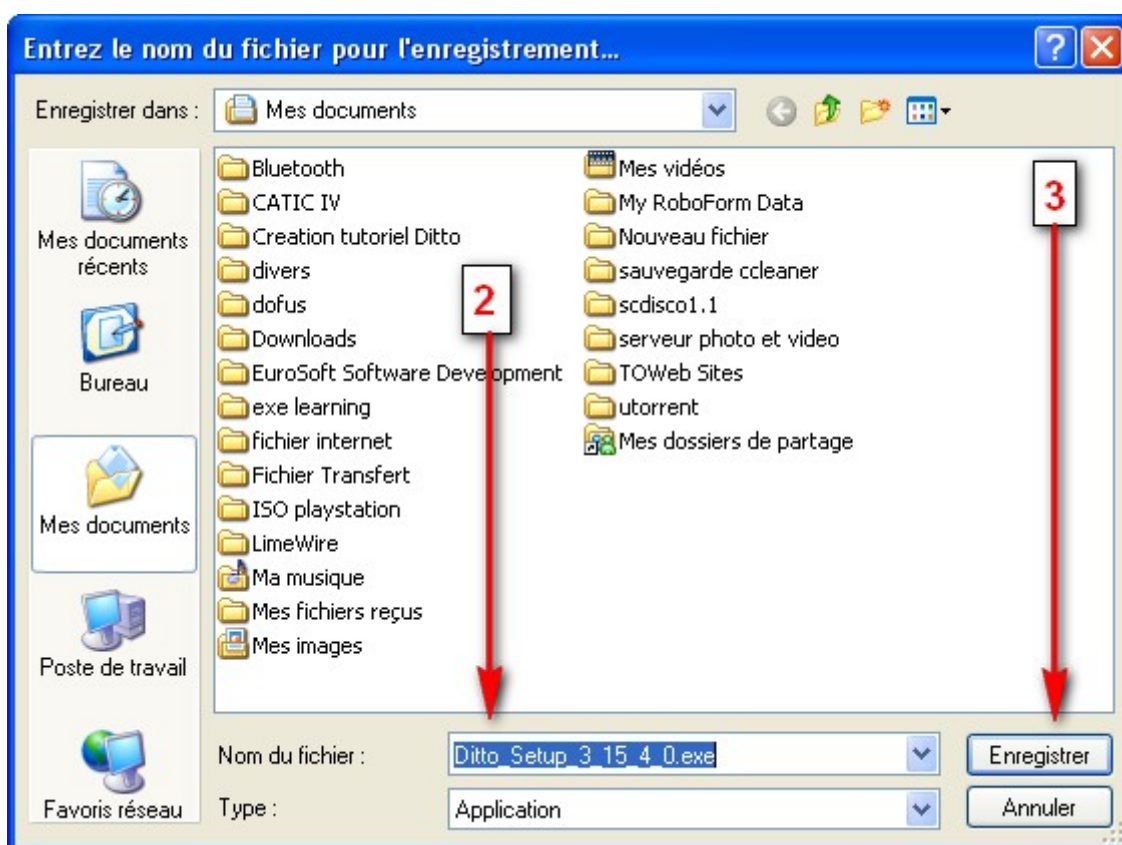 Entrez le nom du fichier pour l'enregistrement...
Enregistrer dans :
Mes documents
Mes documents
récents
Bureau
Mes documents
Poste de travail
Favoris réseau
Bluetooth
CATIC IV
Creation tutoriel Ditto
divers
dofus
Downloads
EuroSoft Software Development
exe learning
fichier internet
Fichier Transfert
ISO playstation
LimeWire
Ma musique
Mes fichiers reçus
Mes images
Mes vidéos
My RoboForm Data
Nouveau fichier
sauvegarde ccleaner
scdisco1.1
serveur photo et video
TOWeb Sites
utorrent
Mes dossiers de partage
2
3
Nom du fichier :
Ditto_Setup_3_15_4_0.exe
Enregistrer
Type :
Application
Annuler